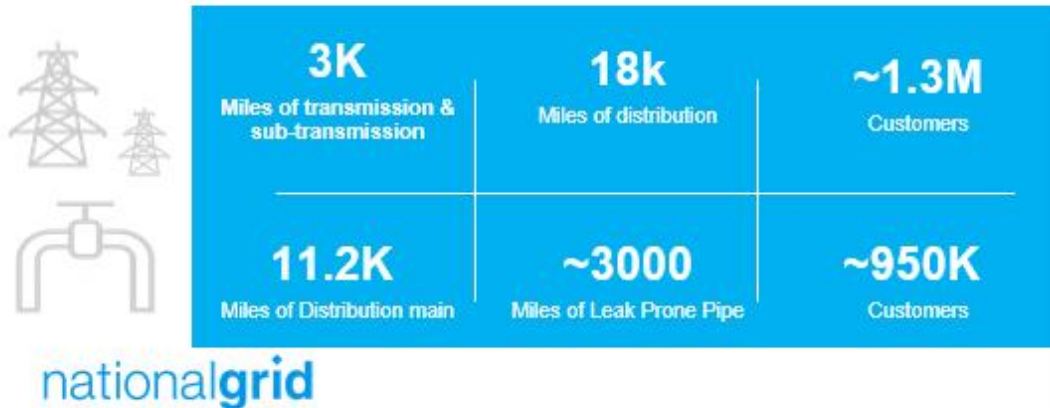 3K
Miles of transmission &
sub-transmission
18k
Miles of distribution
~1.3M
Customers
11.2K
Miles of Distribution main
~3000
Miles of Leak Prone Pipe
~950K
Customers
nationalgrid